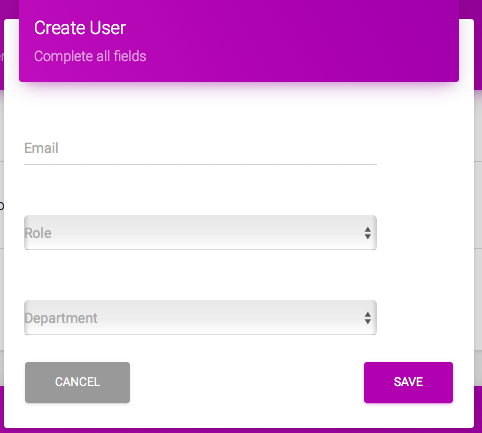 Create User
Complete all fields
Email
Role
Department
CANCEL
SAVE